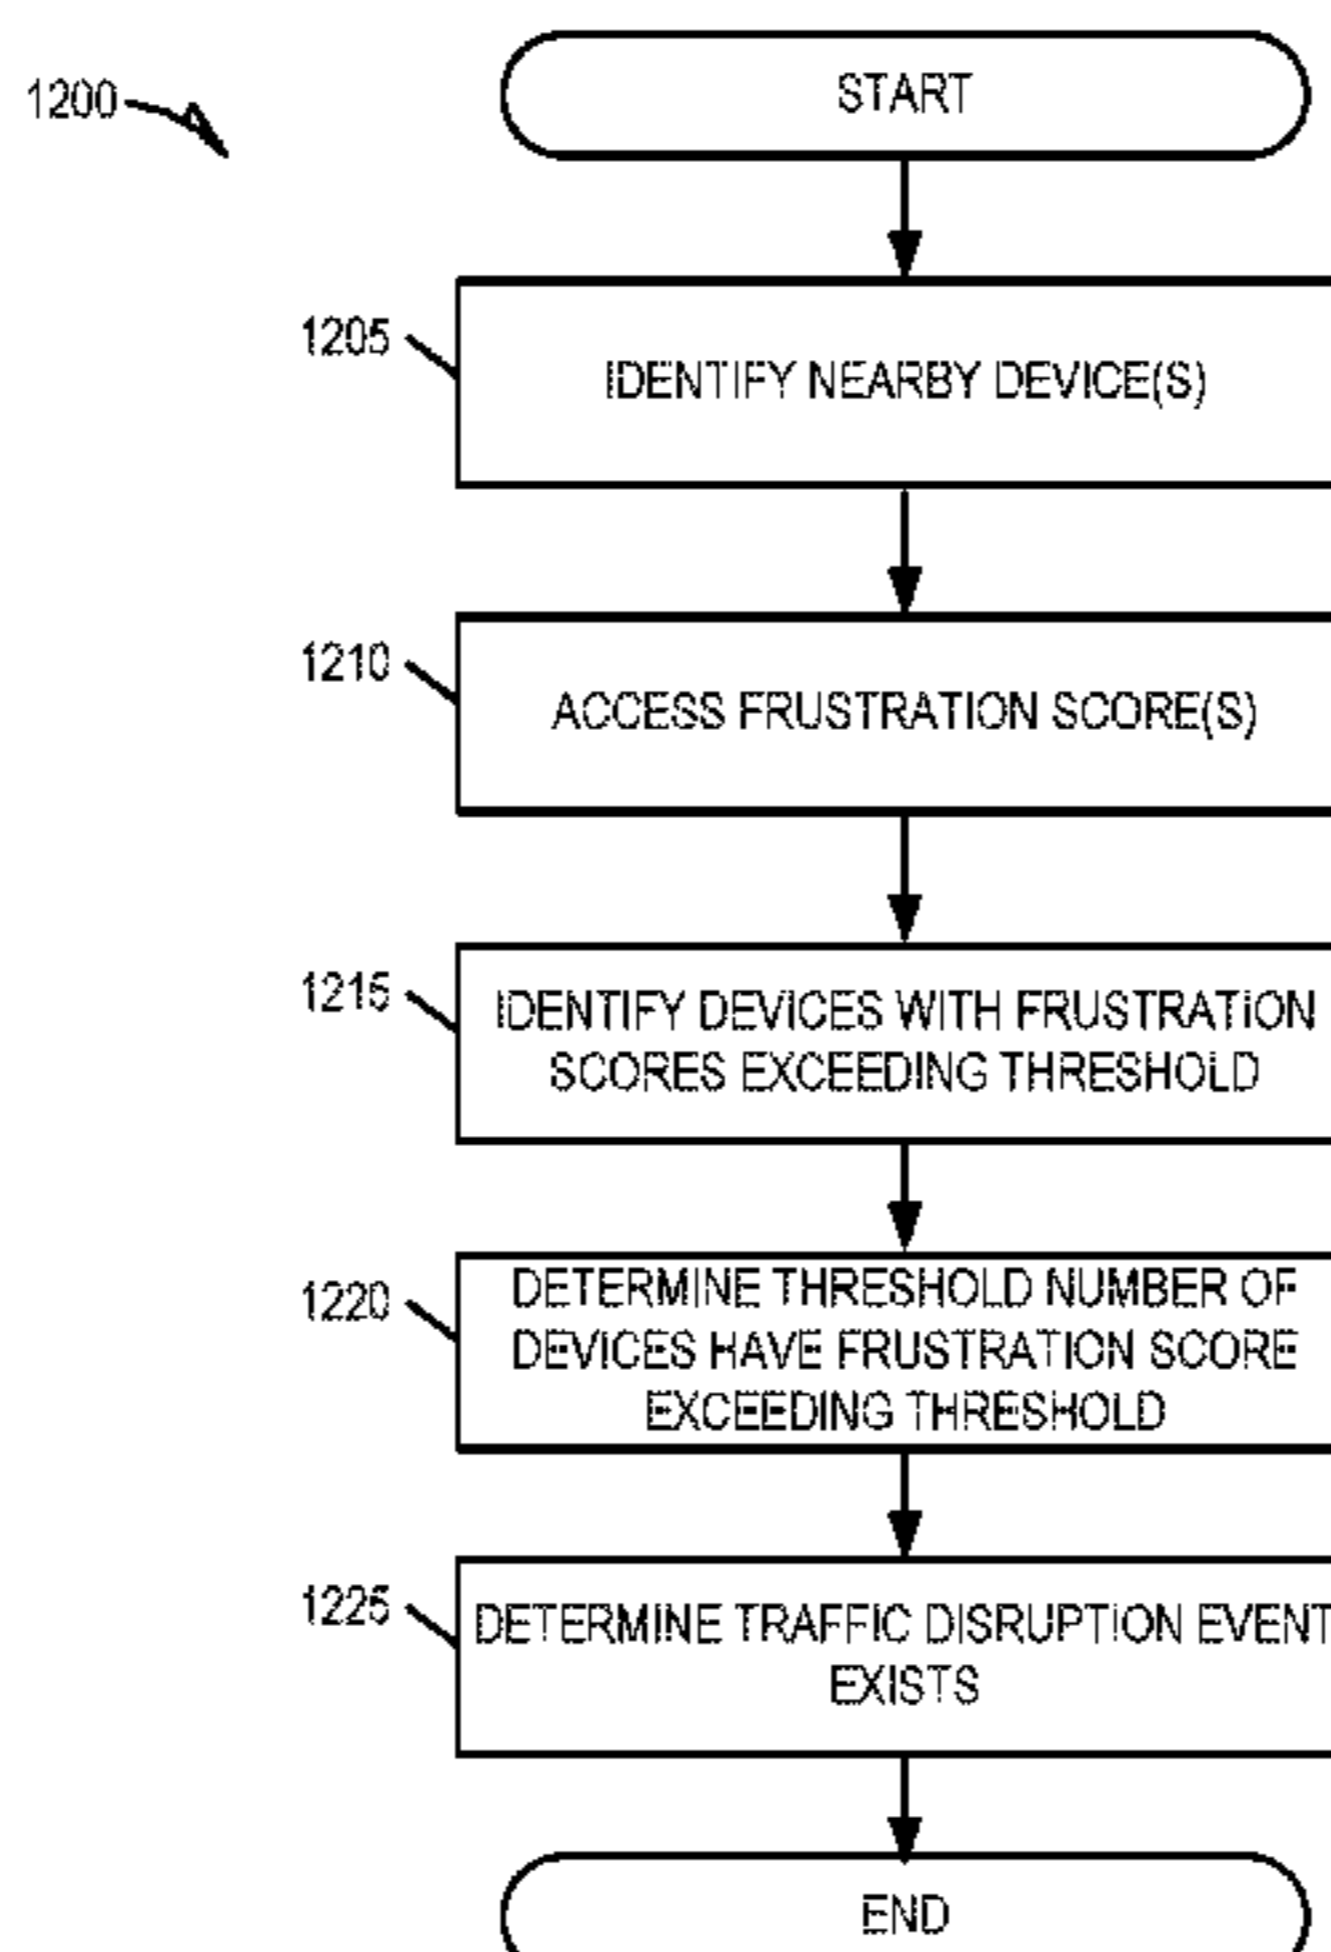 1200
START
1205
IDENTIFY NEARBY DEVICE(S)
1210
ACCESS FRUSTRATION SCORE(S)
1215
IDENTIFY DEVICES WITH FRUSTRATION
SCORES EXCEEDING THRESHOLD
1220
DETERMINE THRESHOLD NUMBER OF
DEVICES HAVE FRUSTRATION SCORE
EXCEEDING THRESHOLD
1225
DETERMINE TRAFFIC DISRUPTION EVENT
EXISTS
END